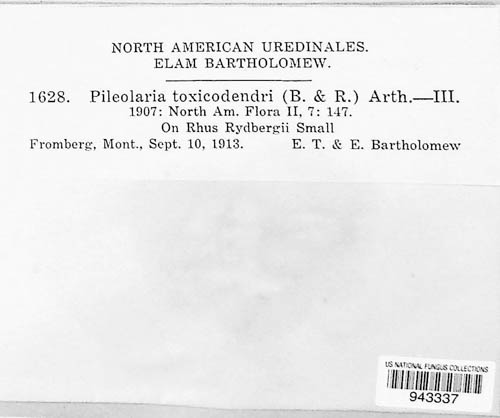 NORTH AMERICAN UREDINALES.
ELAM BARTHOLOMEW.
1628. Pileolaria toxicodendri (B. & R.) Arth.—III.
1907: North Am. Flora II, 7: 147.
On Rhus Rydbergii Small
Fromberg, Mont., Sept. 10, 1913. E. T. & E. Bartholomew
US NATIONAL FUNGUS COLLECTIONS
943337